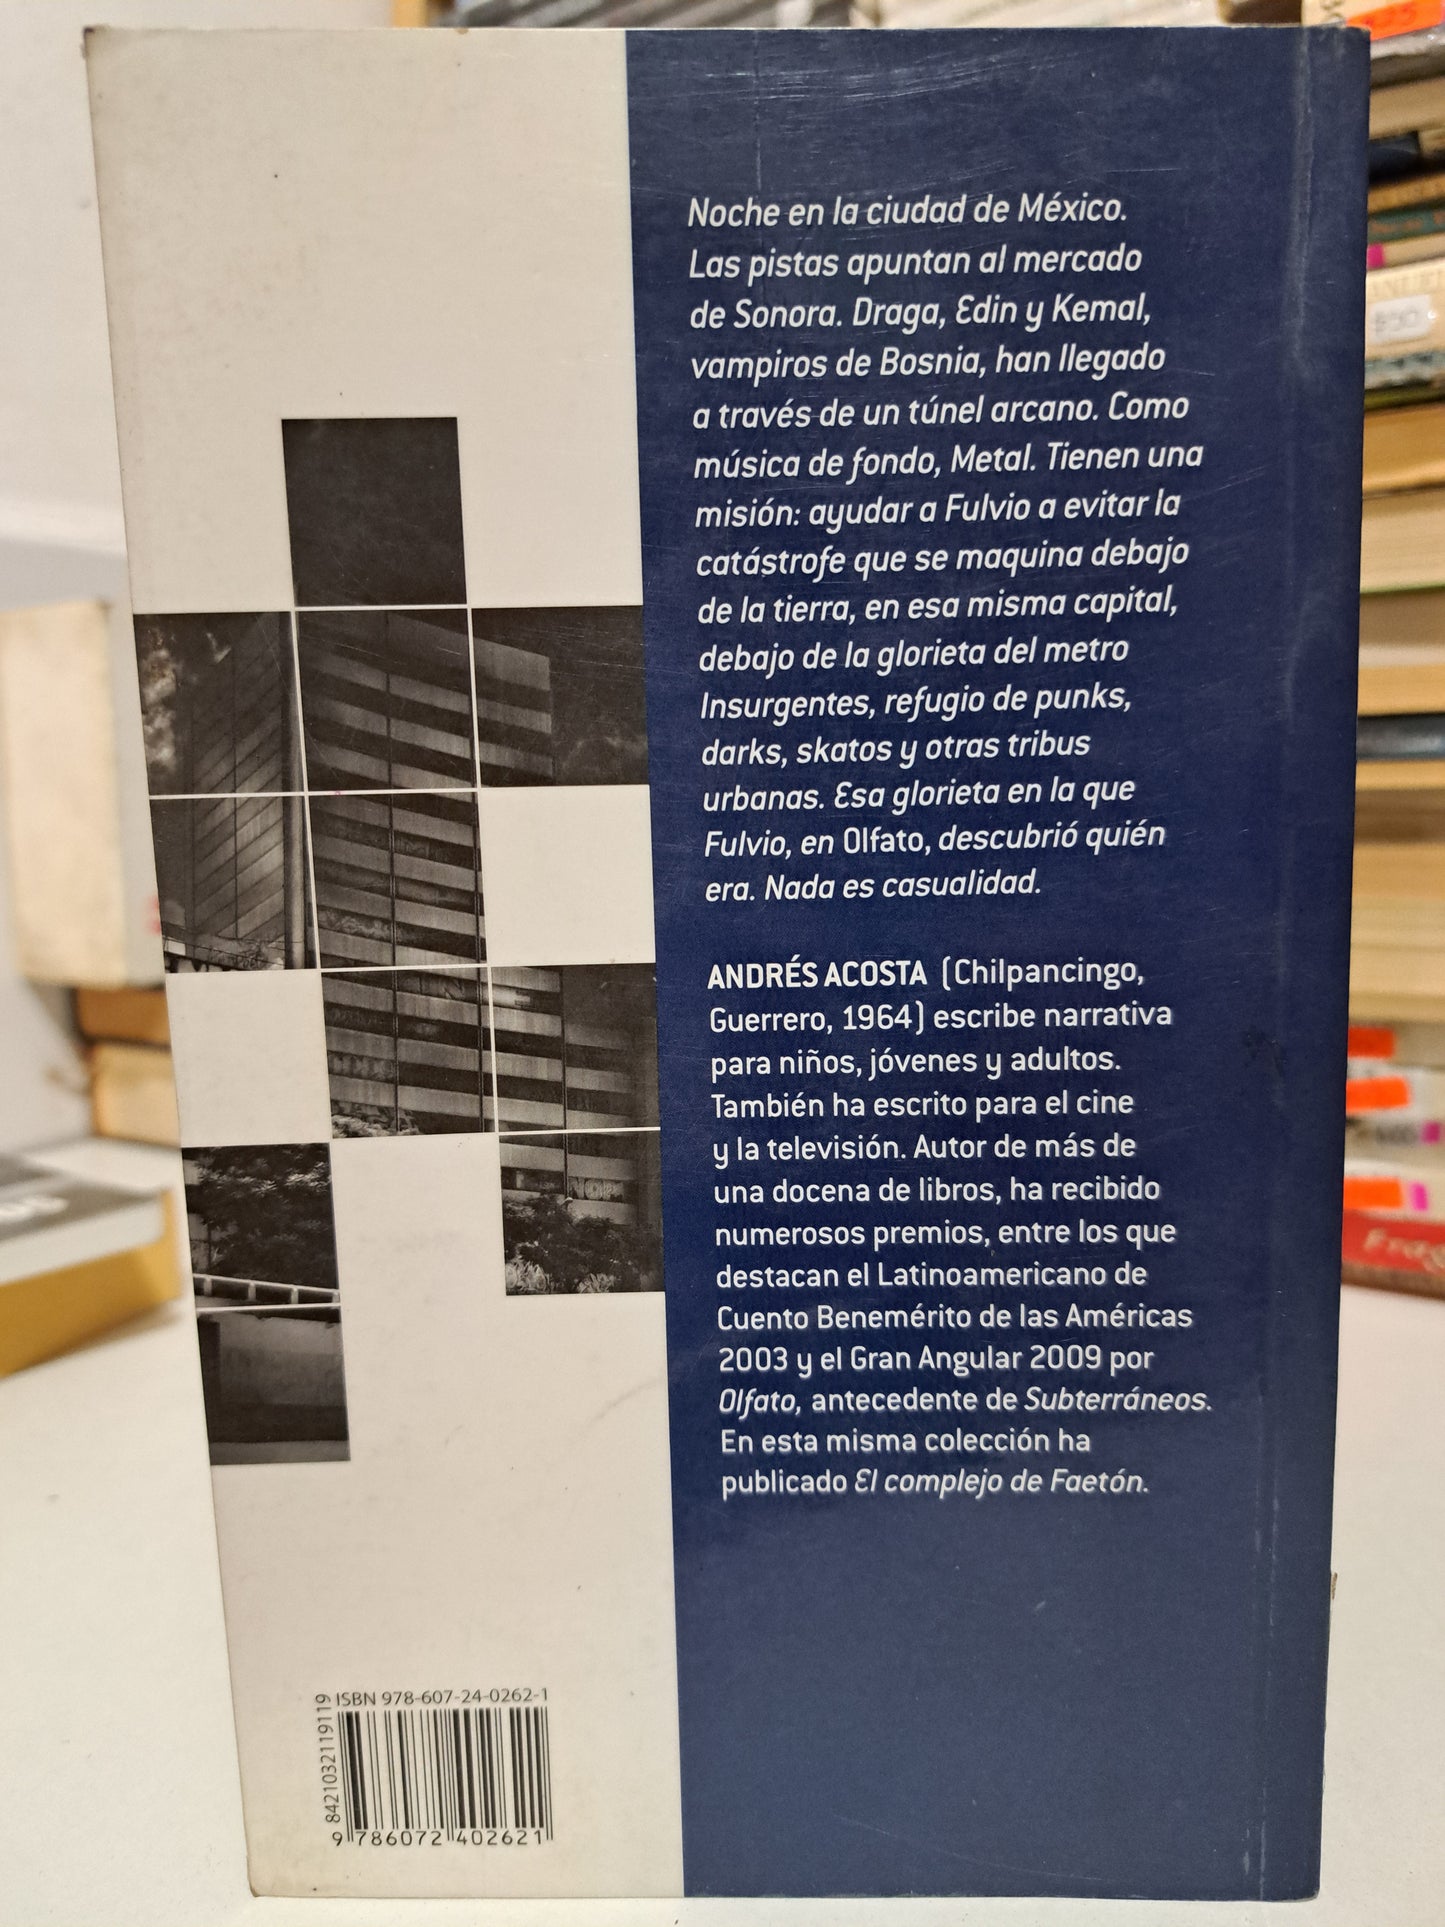 Noche en la ciudad de México.
Las pistas apuntan al mercado
de Sonora. Draga, Edin y Kemal,
vampiros de Bosnia, han llegado
a través de un túnel arcano. Como
música de fondo, Metal. Tienen una
misión: ayudar a Fulvio a evitar la
catástrofe que se maquina debajo
de la tierra, en esa misma capital,
debajo de la glorieta del metro
Insurgentes, refugio de punks,
darks, skatos y otras tribus
urbanas. Esa glorieta en la que
Fulvio, en Olfato, descubrió quién
era. Nada es casualidad.
ANDRÉS ACOSTA (Chilpancingo,
Guerrero, 1964) escribe narrativa
para niños, jóvenes y adultos.
También ha escrito para el cine
y la televisión. Autor de más de
una docena de libros, ha recibido
numerosos premios, entre los que
destacan el Latinoamericano de
Cuento Benemérito de las Américas
2003 y el Gran Angular 2009 por
Olfato, antecedente de Subterráneos.
En esta misma colección ha
publicado El complejo de Faetón.
ISBN 978-607-24-0262-1
8421032119119
9 786072 402621